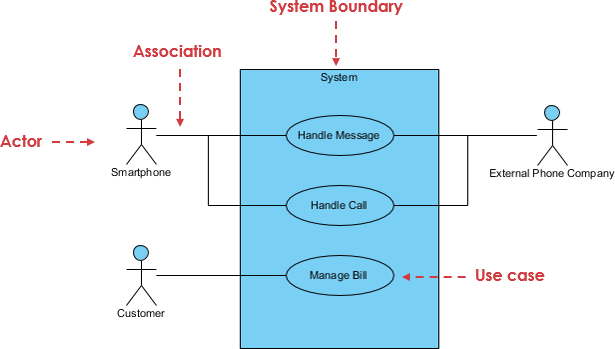 System Boundary
Association
System
Actor
Handle Message
Smartphone
External Phone Company
Handle Call
Manage Bill
Use case
Customer